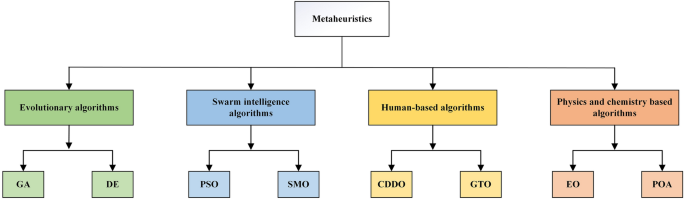 Metaheuristics
Evolutionary algorithms
Swarm intelligence
algorithms
Human-based algorithms
Physics and chemistry based
algorithms
GA
DE
PSO
SMO
CDDO
GTO
EO
POA